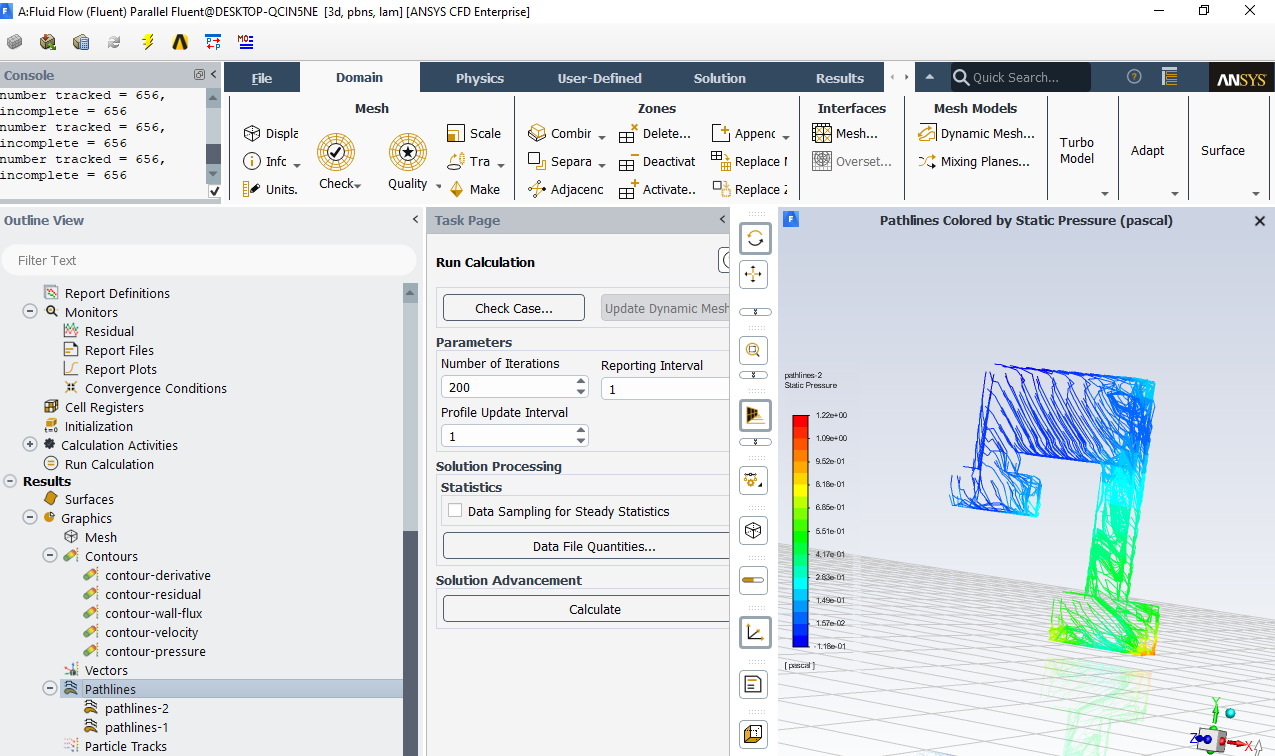 A:Fluid Flow (Fluent) Parallel Fluent@DESKTOP-QCIN5NE [3d, pbns, lam] [ANSYS CFD Enterprise]
Console
number tracked = 656,
incomplete = 656
number tracked = 656,
incomplete = 656
number tracked = 656,
incomplete = 656
File Domain Physics User-Defined Solution Results
Quick Search...
ANSYS
Mesh
Displa
Info
Units.
Check
Quality
Scale
Tra
Make
Zones
Combin
Separa
Adjacenc
Delete...
Deactivat
Activate..
Append
Replace M
Replace Z
Interfaces
Mesh...
Overset...
Mesh Models
Dynamic Mesh...
Mixing Planes...
Turbo
Model
Adapt
Surface
Outline View
Filter Text
Report Definitions
Monitors
Residual
Report Files
Report Plots
Convergence Conditions
Cell Registers
Initialization
Calculation Activities
Run Calculation
Results
Surfaces
Graphics
Mesh
Contours
contour-derivative
contour-residual
contour-wall-flux
contour-velocity
contour-pressure
Vectors
Pathlines
pathlines-2
pathlines-1
Particle Tracks
Task Page
Run Calculation
Check Case...
Update Dynamic Mesh
Parameters
Number of Iterations
200
Reporting Interval
1
Profile Update Interval
1
Solution Processing
Statistics
Data Sampling for Steady Statistics
Data File Quantities...
Solution Advancement
Calculate
Pathlines Colored by Static Pressure (pascal)
pathlines-2
Static Pressure
1.22e+00
1.09e+00
9.52e-01
8.18e-01
6.85e-01
5.51e-01
4.17e-01
2.83e-01
1.49e-01
1.57e-02
-1.18e-01
[ pascal ]
Y
Z
X